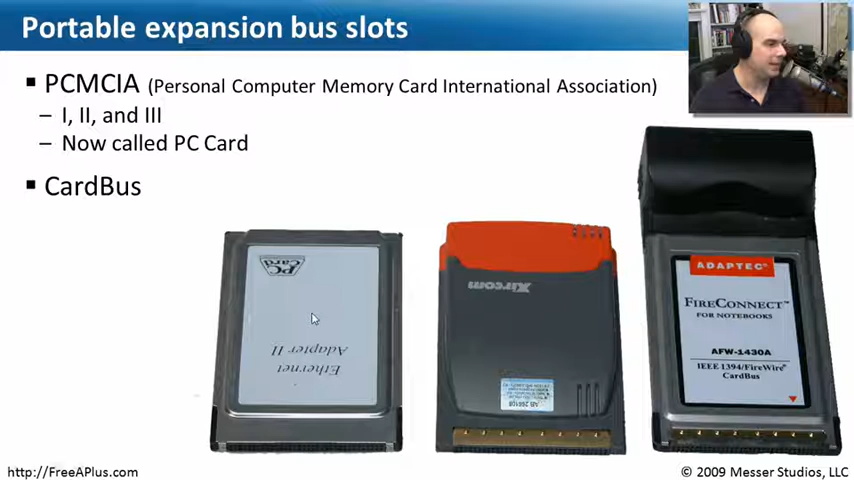 Portable expansion bus slots
▪ PCMCIA (Personal Computer Memory Card International Association)
– I, II, and III
– Now called PC Card
▪ CardBus
PC Card
Ethernet
Adapter II
Xircom
ADAPTEC
FIRECONNECT™
FOR NOTEBOOKS
AFW-1430A
IEEE 1394/FireWire®
CardBus
http://FreeAPlus.com
© 2009 Messer Studios, LLC